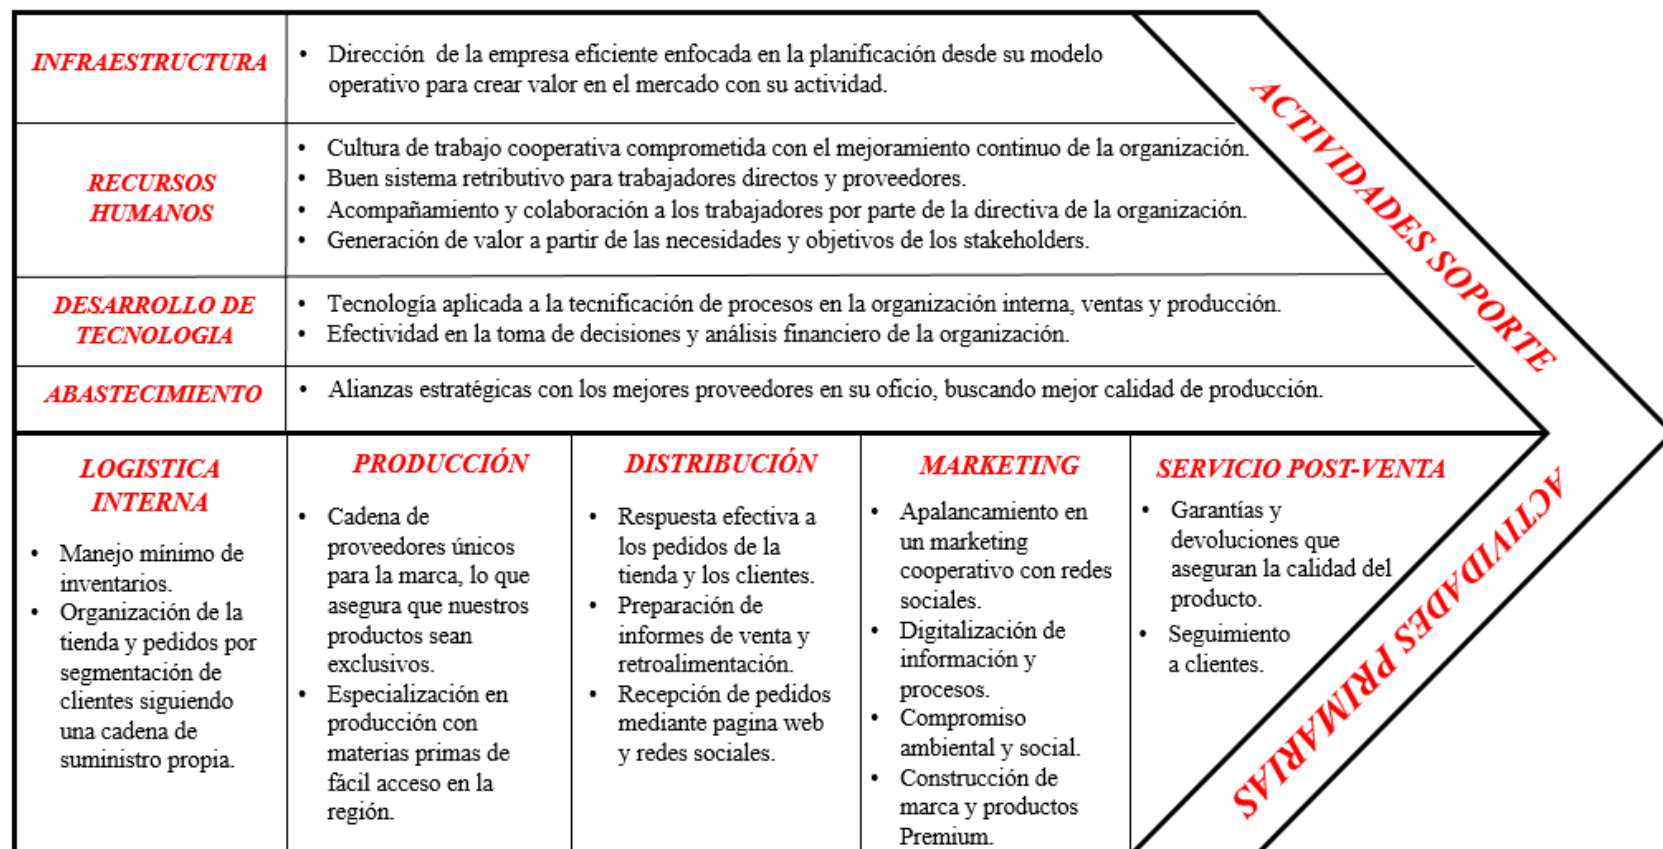 INFRAESTRUCTURA
• Dirección de la empresa eficiente enfocada en la planificación desde su modelo
operativo para crear valor en el mercado con su actividad.
RECURSOS
HUMANOS
• Cultura de trabajo cooperativa comprometida con el mejoramiento continuo de la organización.
• Buen sistema retributivo para trabajadores directos y proveedores.
• Acompañamiento y colaboración a los trabajadores por parte de la directiva de la organización.
• Generación de valor a partir de las necesidades y objetivos de los stakeholders.
DESARROLLO DE
TECNOLOGIA
• Tecnología aplicada a la tecnificación de procesos en la organización interna, ventas y producción.
• Efectividad en la toma de decisiones y análisis financiero de la organización.
ABASTECIMIENTO
• Alianzas estratégicas con los mejores proveedores en su oficio, buscando mejor calidad de producción.
ACTIVIDADES SOPORTE
LOGISTICA
INTERNA
• Manejo mínimo de
inventarios.
• Organización de la
tienda y pedidos por
segmentación de
clientes siguiendo
una cadena de
suministro propia.
PRODUCCIÓN
• Cadena de
proveedores únicos
para la marca, lo que
asegura que nuestros
productos sean
exclusivos.
• Especialización en
producción con
materias primas de
fácil acceso en la
región.
DISTRIBUCIÓN
• Respuesta efectiva a
los pedidos de la
tienda y los clientes.
• Preparación de
informes de venta y
retroalimentación.
• Recepción de pedidos
mediante pagina web
y redes sociales.
MARKETING
• Apalancamiento en
un marketing
cooperativo con redes
sociales.
• Digitalización de
información y
procesos.
• Compromiso
ambiental y social.
• Construcción de
marca y productos
Premium.
SERVICIO POST-VENTA
• Garantías y
devoluciones que
aseguran la calidad del
producto.
• Seguimiento
a clientes.
ACTIVIDADES PRIMARIAS